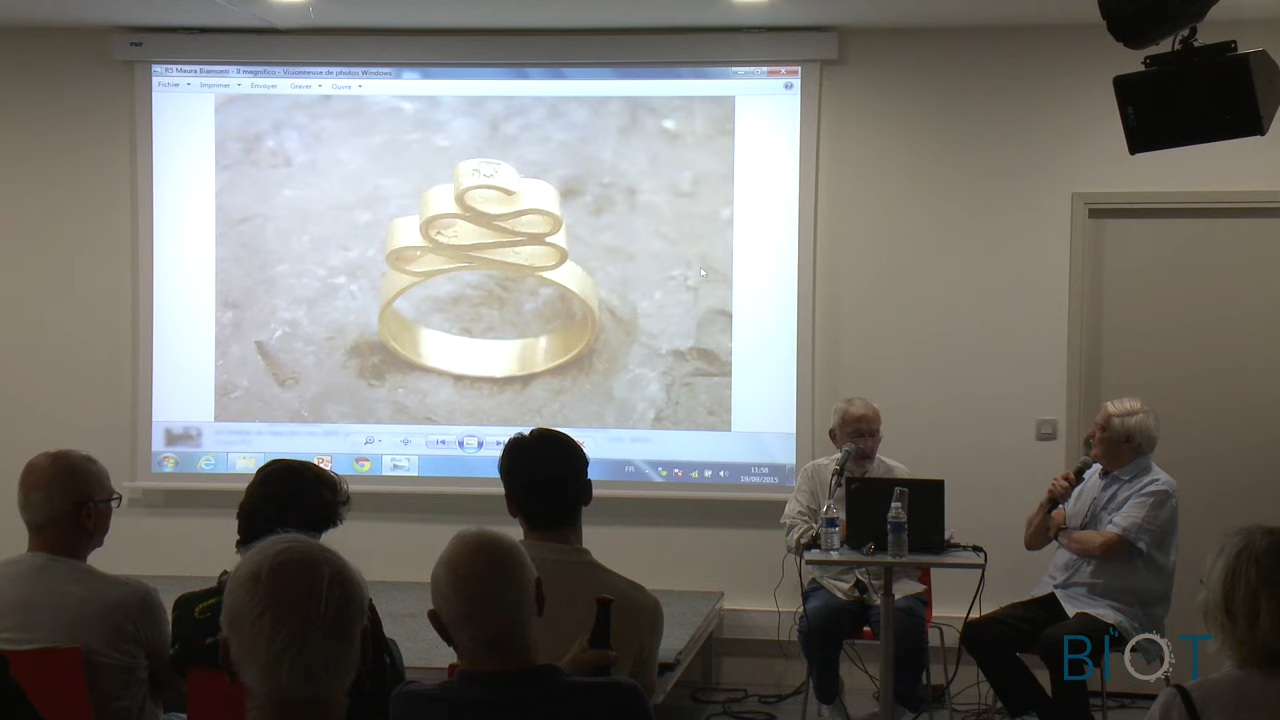 R5 Maura Biamonti - Il magnifico - Visionneuse de photos Windows
Fichier Imprimer Envoyer Graver Ouvrir
FR 11:58
19/09/2015
BIOT